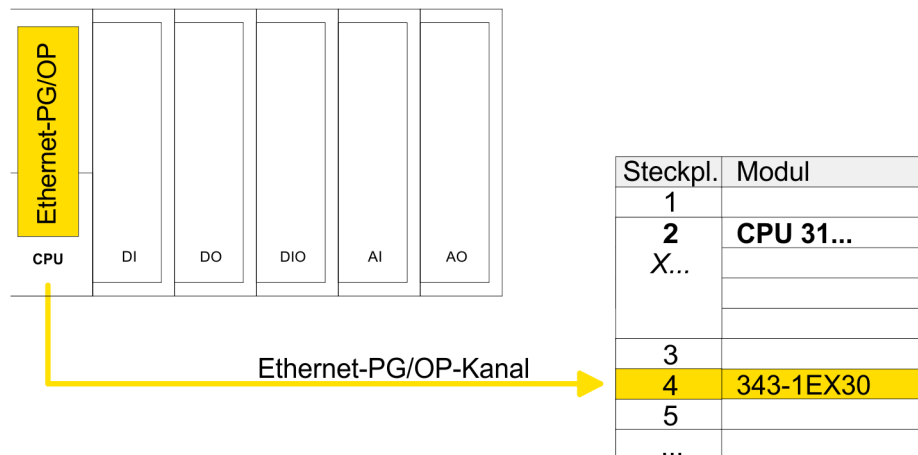 Ethernet-PG/OP
CPU
DI
DO
DIO
AI
AO
Ethernet-PG/OP-Kanal
Steckpl. Modul
1
2 CPU 31...
X...
3
4 343-1EX30
5
...